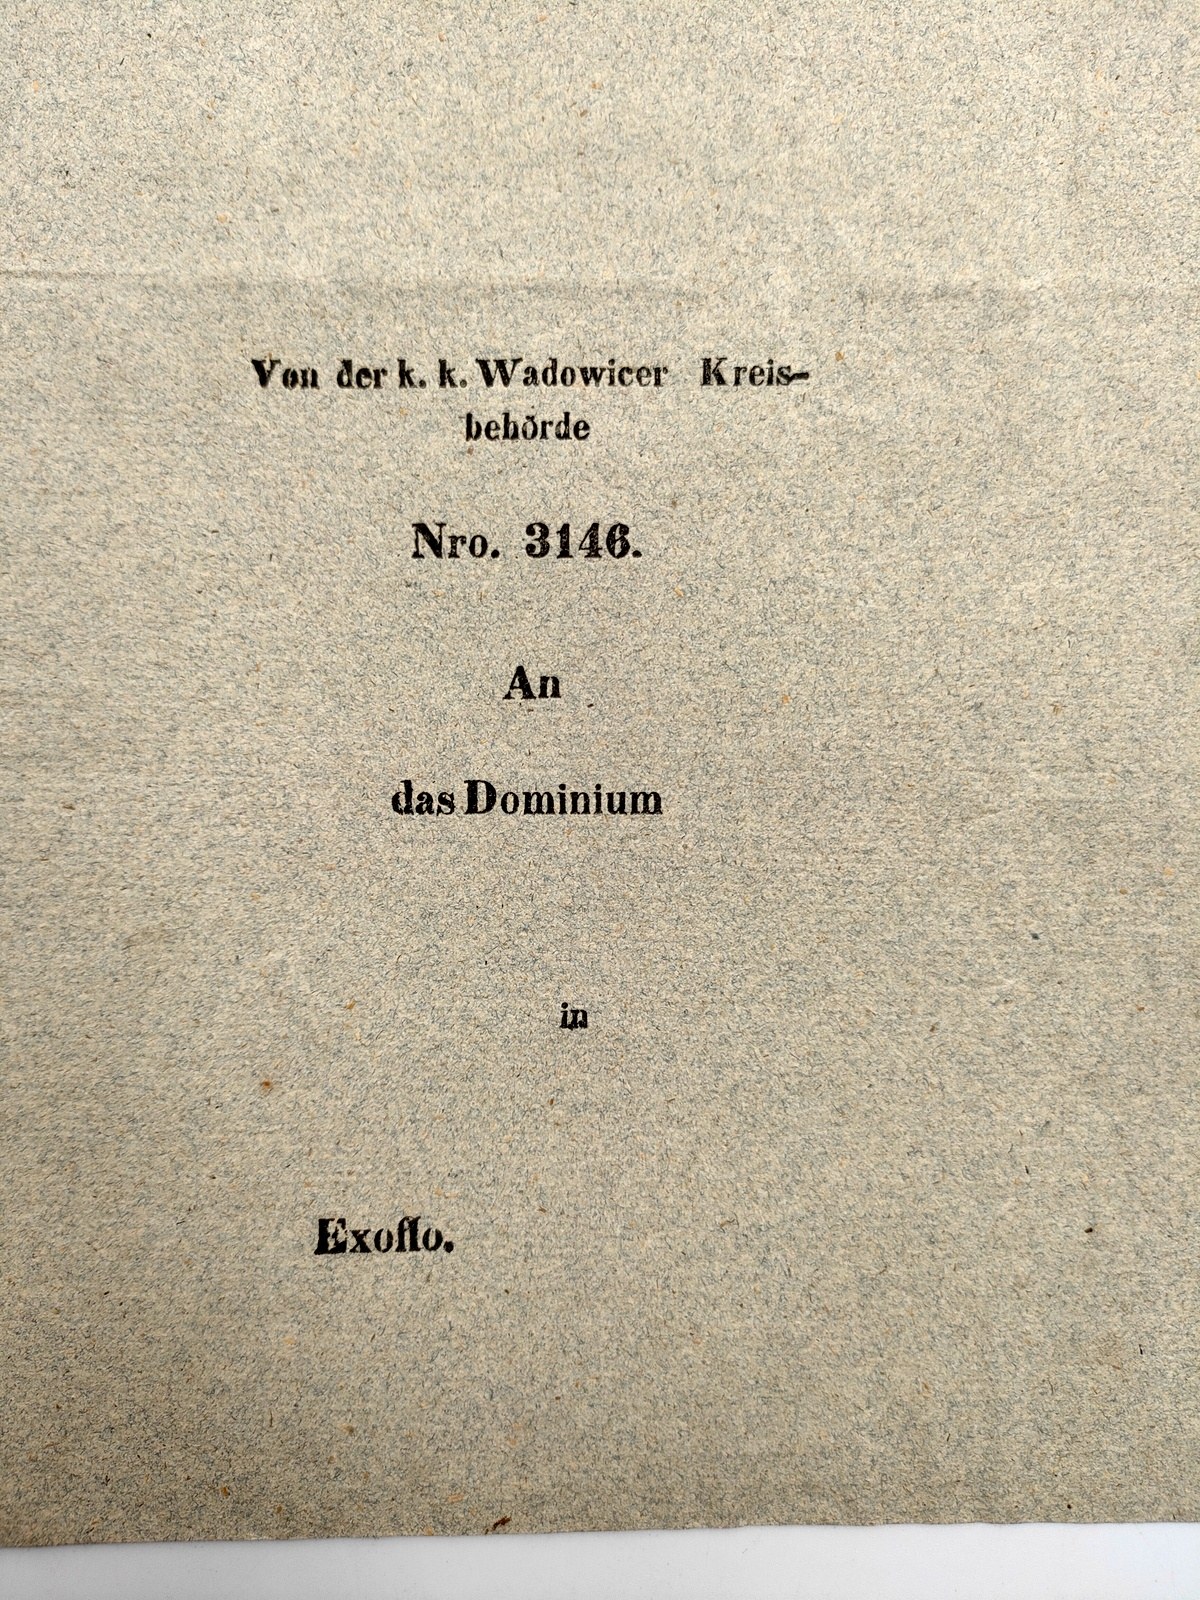 Von der k. k. Wadowicer Kreis-
behörde
Nro. 3146.
An
das Dominium
in
Exoffo.